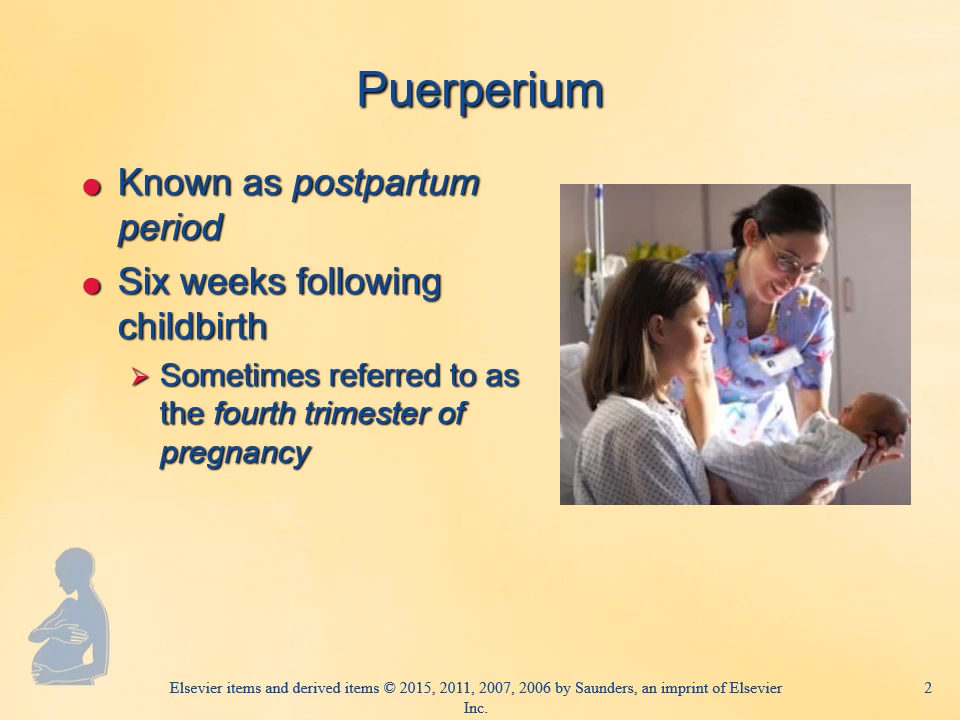 Puerperium
Known as postpartum
period
Six weeks following
childbirth
Sometimes referred to as
the fourth trimester of
pregnancy
Elsevier items and derived items © 2015, 2011, 2007, 2006 by Saunders, an imprint of Elsevier
Inc.
2